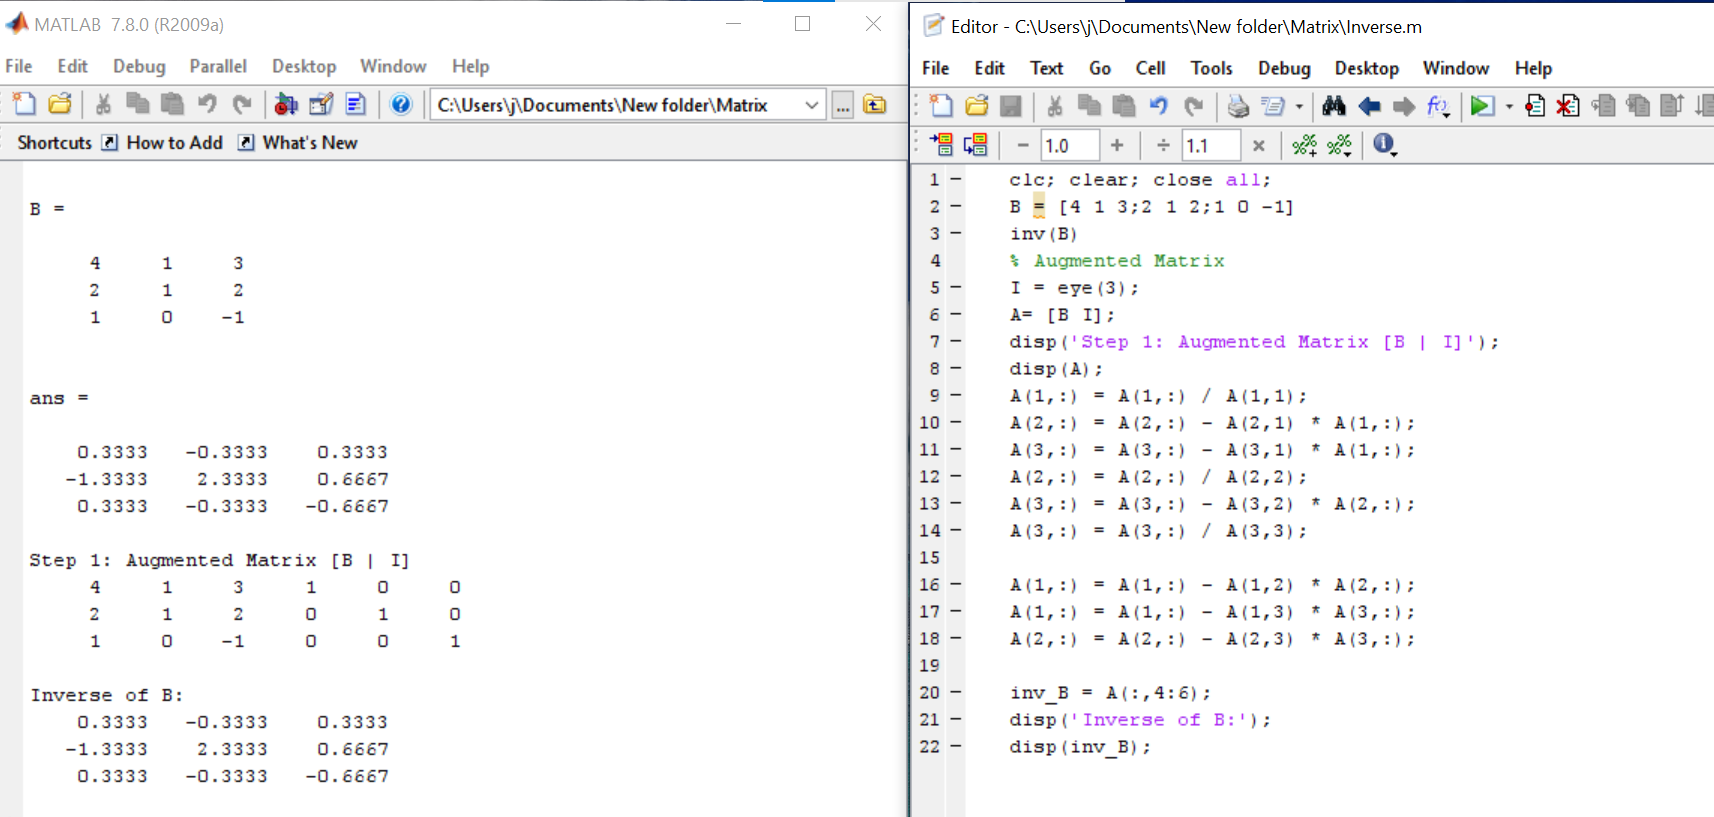 MATLAB 7.8.0 (R2009a)
File Edit Debug Parallel Desktop Window Help
C:\Users\j\Documents\New folder\Matrix
...
Shortcuts How to Add What's New
B =
4 1 3
2 1 2
1 0 -1
ans =
0.3333 -0.3333 0.3333
-1.3333 2.3333 0.6667
0.3333 -0.3333 -0.6667
Step 1: Augmented Matrix [B | I]
4 1 3 1 0 0
2 1 2 0 1 0
1 0 -1 0 0 1
Inverse of B:
0.3333 -0.3333 0.3333
-1.3333 2.3333 0.6667
0.3333 -0.3333 -0.6667
Editor - C:\Users\j\Documents\New folder\Matrix\Inverse.m
File Edit Text Go Cell Tools Debug Desktop Window Help
− 1.0 + ÷ 1.1 ×
1 - clc; clear; close all;
2 - B = [4 1 3;2 1 2;1 0 -1]
3 - inv(B)
4 % Augmented Matrix
5 - I = eye(3);
6 - A= [B I];
7 - disp('Step 1: Augmented Matrix [B | I]');
8 - disp(A);
9 - A(1,:) = A(1,:) / A(1,1);
10 - A(2,:) = A(2,:) - A(2,1) * A(1,:);
11 - A(3,:) = A(3,:) - A(3,1) * A(1,:);
12 - A(2,:) = A(2,:) / A(2,2);
13 - A(3,:) = A(3,:) - A(3,2) * A(2,:);
14 - A(3,:) = A(3,:) / A(3,3);
15
16 - A(1,:) = A(1,:) - A(1,2) * A(2,:);
17 - A(1,:) = A(1,:) - A(1,3) * A(3,:);
18 - A(2,:) = A(2,:) - A(2,3) * A(3,:);
19
20 - inv_B = A(:,4:6);
21 - disp('Inverse of B:');
22 - disp(inv_B);